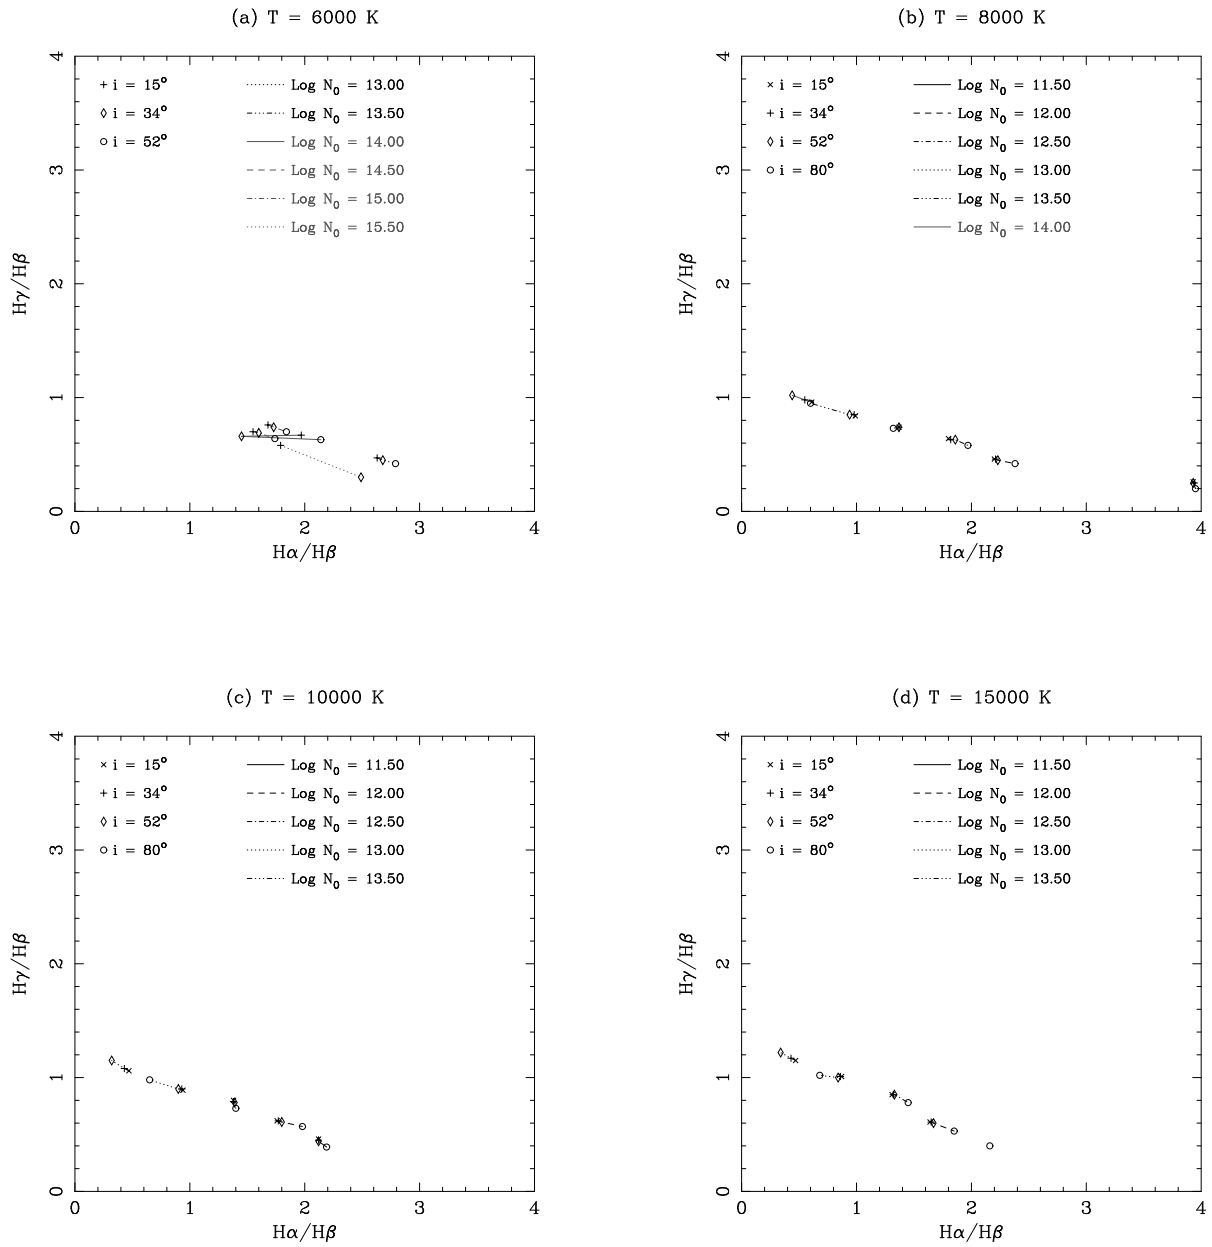 (a) T = 6000 K
4
3
2
1
0
Hγ/Hβ
+ i = 15°
◇ i = 34°
○ i = 52°
Log N₀ = 13.00
Log N₀ = 13.50
Log N₀ = 14.00
Log N₀ = 14.50
Log N₀ = 15.00
Log N₀ = 15.50
0 1 2 3 4
Hα/Hβ
(b) T = 8000 K
4
3
2
1
0
Hγ/Hβ
× i = 15°
+ i = 34°
◇ i = 52°
○ i = 80°
Log N₀ = 11.50
Log N₀ = 12.00
Log N₀ = 12.50
Log N₀ = 13.00
Log N₀ = 13.50
Log N₀ = 14.00
0 1 2 3 4
Hα/Hβ
(c) T = 10000 K
4
3
2
1
0
Hγ/Hβ
× i = 15°
+ i = 34°
◇ i = 52°
○ i = 80°
Log N₀ = 11.50
Log N₀ = 12.00
Log N₀ = 12.50
Log N₀ = 13.00
Log N₀ = 13.50
0 1 2 3 4
Hα/Hβ
(d) T = 15000 K
4
3
2
1
0
Hγ/Hβ
× i = 15°
+ i = 34°
◇ i = 52°
○ i = 80°
Log N₀ = 11.50
Log N₀ = 12.00
Log N₀ = 12.50
Log N₀ = 13.00
Log N₀ = 13.50
0 1 2 3 4
Hα/Hβ